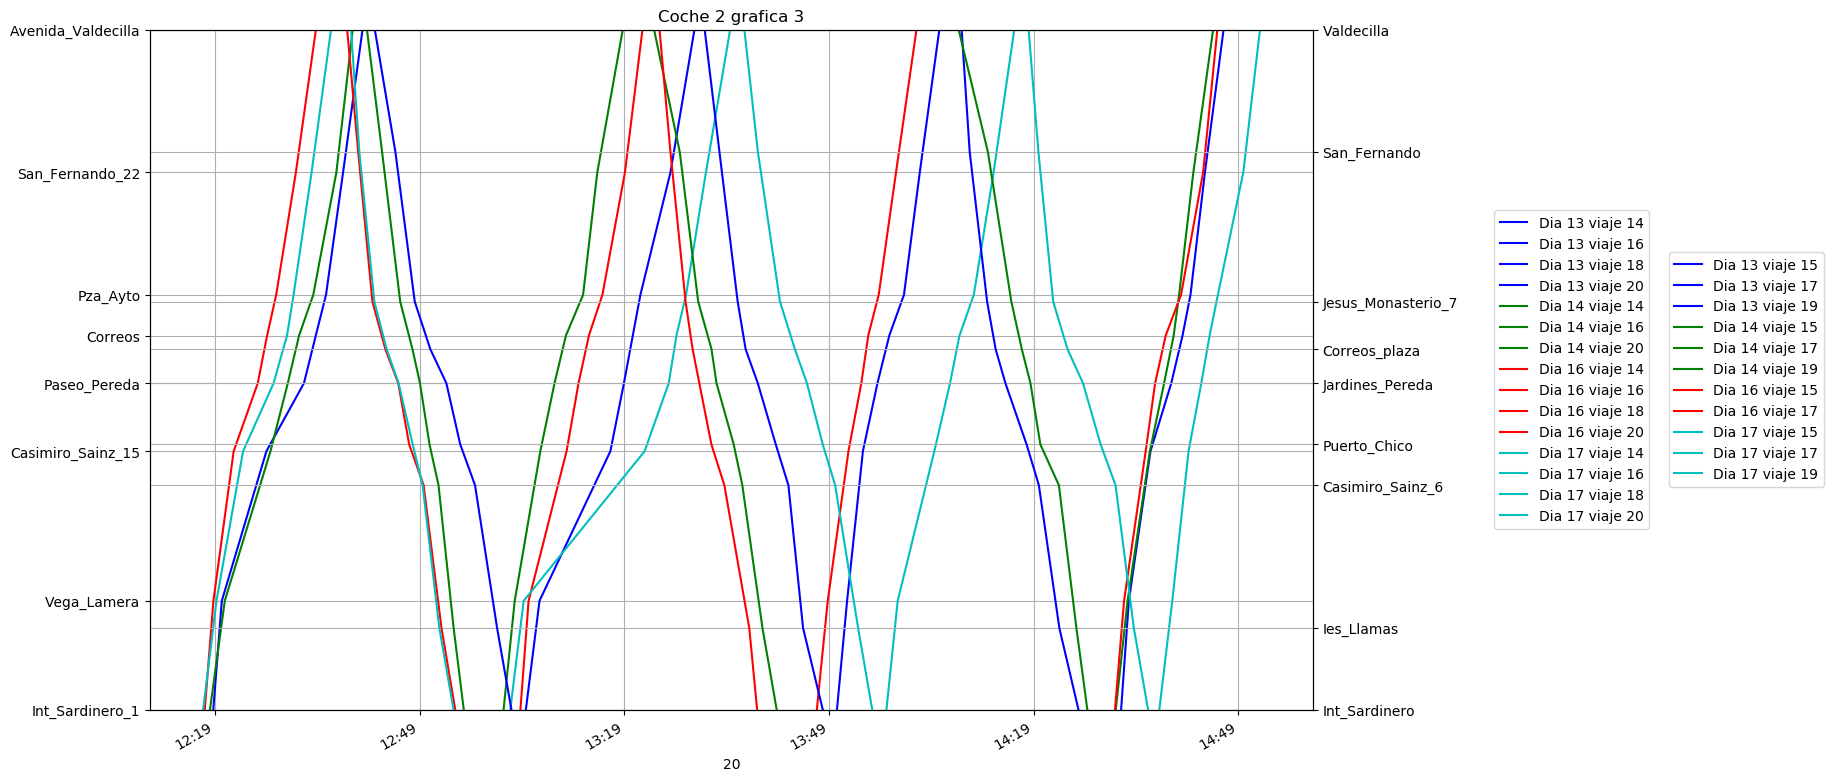 Coche 2 grafica 3
Avenida_Valdecilla
San_Fernando_22
Pza_Ayto
Correos
Paseo_Pereda
Casimiro_Sainz_15
Vega_Lamera
Int_Sardinero_1
Valdecilla
San_Fernando
Jesus_Monasterio_7
Correos_plaza
Jardines_Pereda
Puerto_Chico
Casimiro_Sainz_6
Ies_Llamas
Int_Sardinero
12:19
12:49
13:19
13:49
14:19
14:49
20
Dia 13 viaje 14
Dia 13 viaje 16
Dia 13 viaje 18
Dia 13 viaje 20
Dia 14 viaje 14
Dia 14 viaje 16
Dia 14 viaje 20
Dia 16 viaje 14
Dia 16 viaje 16
Dia 16 viaje 18
Dia 16 viaje 20
Dia 17 viaje 14
Dia 17 viaje 16
Dia 17 viaje 18
Dia 17 viaje 20
Dia 13 viaje 15
Dia 13 viaje 17
Dia 13 viaje 19
Dia 14 viaje 15
Dia 14 viaje 17
Dia 14 viaje 19
Dia 16 viaje 15
Dia 16 viaje 17
Dia 17 viaje 15
Dia 17 viaje 17
Dia 17 viaje 19